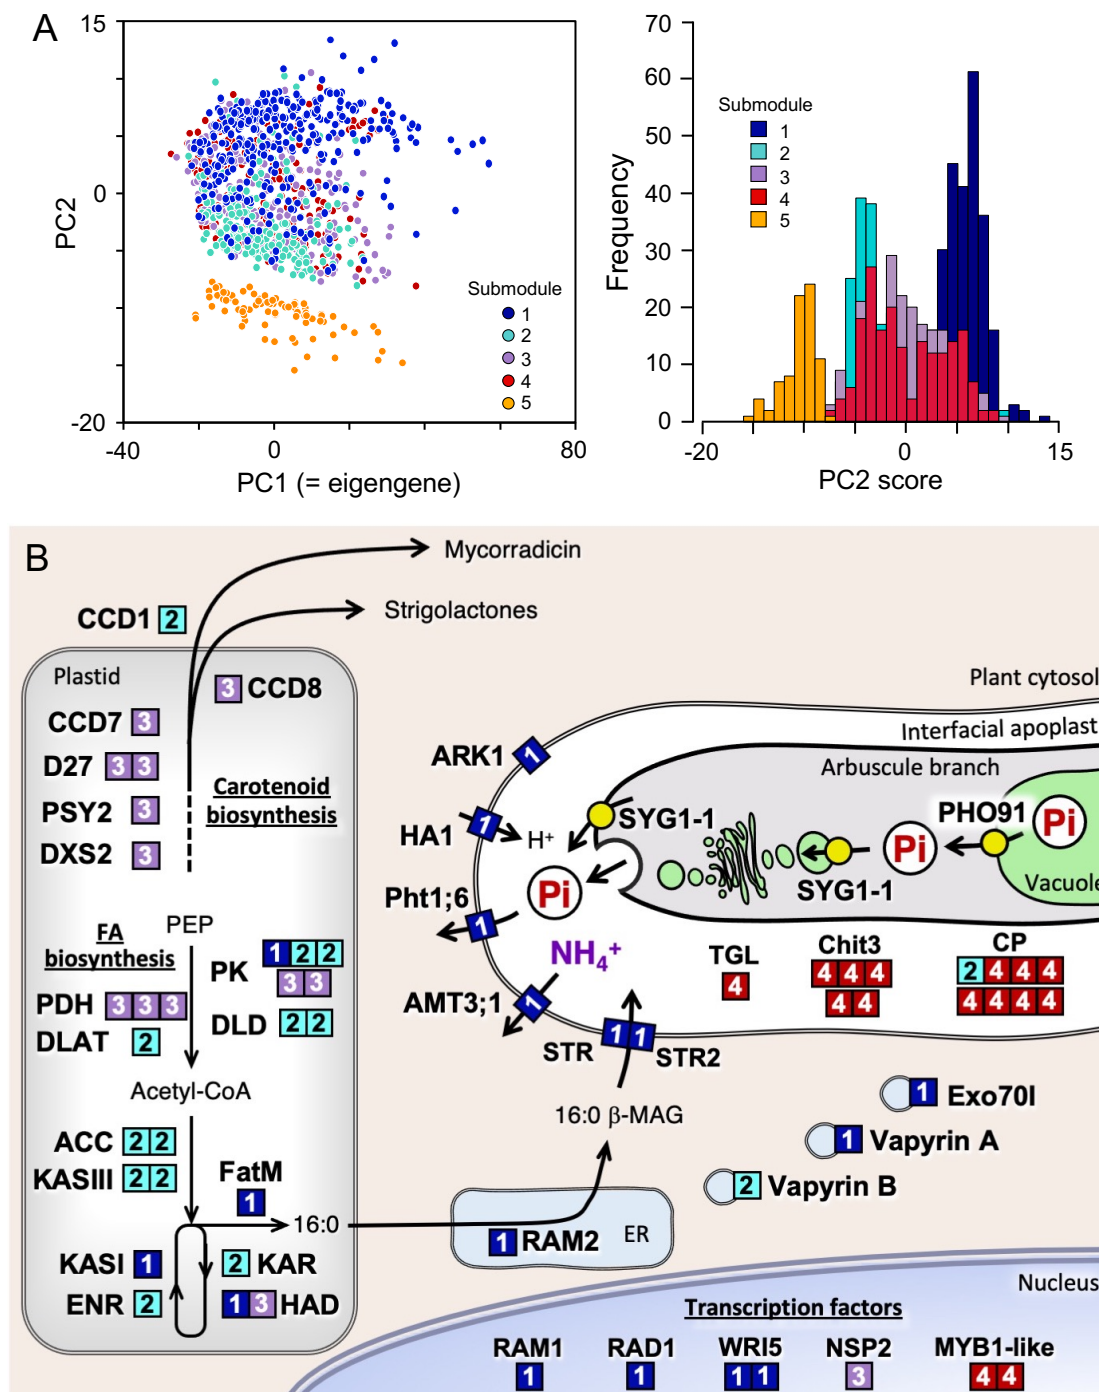 A
15
0
-20
-40
0
80
PC2
PC1 (= eigengene)
Submodule
1
2
3
4
5
70
60
50
40
30
20
10
0
Frequency
-20
0
15
PC2 score
Submodule
1
2
3
4
5
B
Mycorradicin
Strigolactones
CCD1 2
Plastid
3 CCD8
CCD7 3
D27 3 3
PSY2 3
DXS2 3
Carotenoid
biosynthesis
PEP
FA
biosynthesis
PK 1 2 2
3 3
PDH 3 3 3
DLAT 2
DLD 2 2
Acetyl-CoA
ACC 2 2
KASIII 2 2
FatM
1
16:0
KASI 1
2 KAR
ENR 2
1 3 HAD
Plant cytosol
Interfacial apoplast
Arbuscule branch
ARK1 1
HA1 1
H+
SYG1-1
PHO91
Pi
Pi
SYG1-1
Vacuole
Pi
Pht1;6
1
NH4+
AMT3;1 1
TGL
4
Chit3
4 4 4
4 4
CP
2 4 4 4
4 4 4 4
STR 1 1 STR2
16:0 β-MAG
1 Exo70I
1 Vapyrin A
2 Vapyrin B
1 RAM2
ER
Nucleus
Transcription factors
RAM1
1
RAD1
1
WRI5
1 1
NSP2
3
MYB1-like
4 4